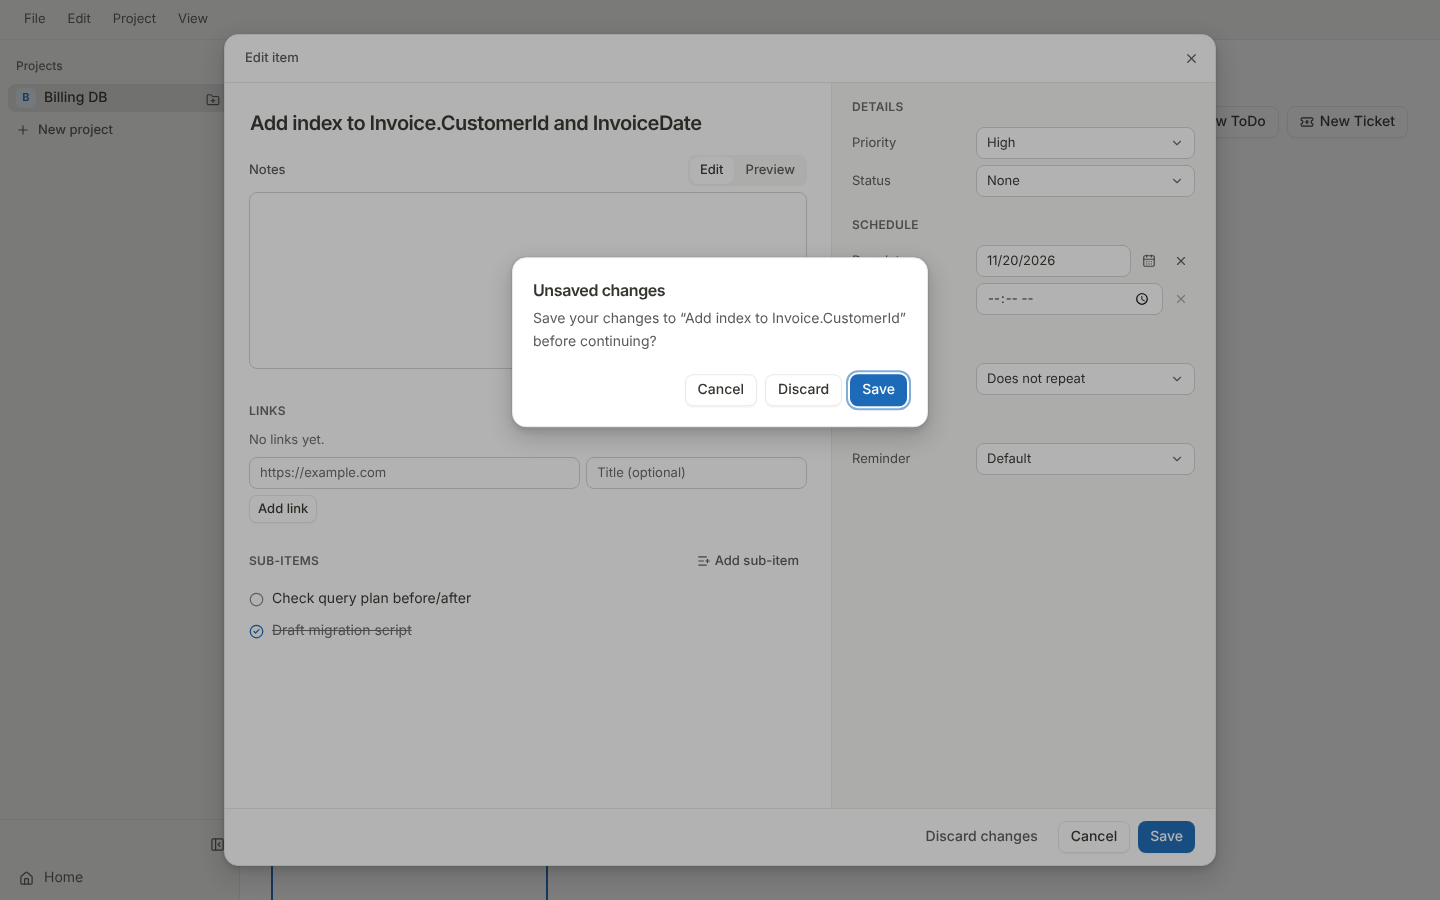 File Edit Project View
Projects
B Billing DB
New project
w ToDo
New Ticket
Edit item
Add index to Invoice.CustomerId and InvoiceDate
Notes
Edit Preview
LINKS
No links yet.
https://example.com
Title (optional)
Add link
SUB-ITEMS
Add sub-item
Check query plan before/after
Draft migration script
DETAILS
Priority
High
Status
None
SCHEDULE
11/20/2026
--:-- --
Does not repeat
Reminder
Default
Unsaved changes
Save your changes to “Add index to Invoice.CustomerId”
before continuing?
Cancel Discard Save
Discard changes Cancel Save
Home